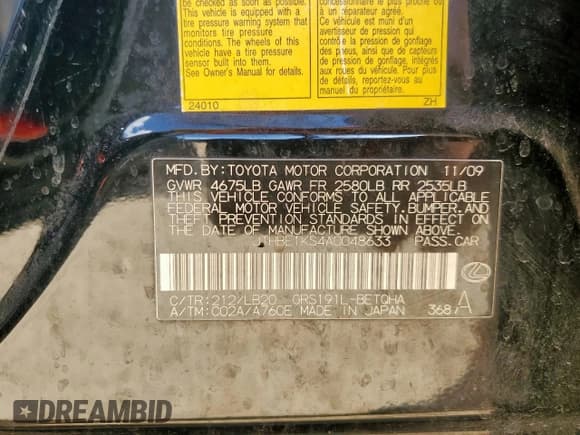 be checked as soon as possible.
This vehicle is equipped with a
tire pressure warning system that
monitors tire pressure
conditions. The wheels of this
vehicle have a tire pressure
sensor built into them.
See Owner's Manual for details.
24010
concessionnaire le plus proche ou
à un réparateur agréé.
Ce véhicule est muni d'un
avertisseur de pression qui
contrôle la pression de gonflage
des pneus, ainsi que de capteurs
de pression de gonflage, intégrés
aux roues du véhicule. Pour plus
de détails, reportez-vous au
manuel du propriétaire.
ZH
MFD.BY:TOYOTA MOTOR CORPORATION 11/09
GVWR 4675LB GAWR FR 2580LB RR 2535LB
THIS VEHICLE CONFORMS TO ALL APPLICABLE
FEDERAL MOTOR VEHICLE SAFETY,BUMPER,AND
THEFT PREVENTION STANDARDS IN EFFECT ON
THE DATE OF MANUFACTURE SHOWN ABOVE.
JTHBE1KS4A0048633 PASS.CAR
C/TR:212/LB20 GRS191L-BETQHA
A/TM:C02A/A760E MADE IN JAPAN 368/A
DREAMBID